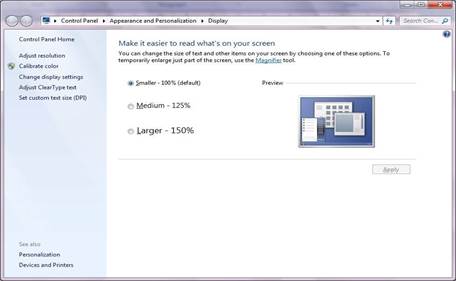 Control Panel ▸ Appearance and Personalization ▸ Display
Search Con...
Control Panel Home
Adjust resolution
Calibrate color
Change display settings
Adjust ClearType text
Set custom text size (DPI)
See also
Personalization
Devices and Printers
Make it easier to read what's on your screen
You can change the size of text and other items on your screen by choosing one of these options. To
temporarily enlarge just part of the screen, use the Magnifier tool.
Smaller - 100% (default)
Preview
Medium - 125%
Larger - 150%
Apply